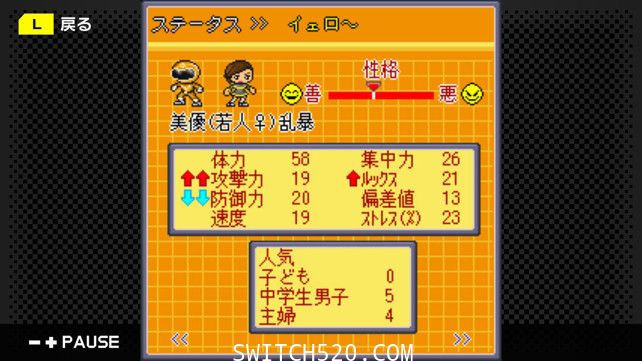 L 戻る
ステータス >> イェロ～
性格
善 悪
美優(若人♀)乱暴
体力 58 集中力 26
攻撃力 19 ルックス 21
防御力 20 偏差値 13
速度 19 ストレス(%) 23
人気
子ども 0
中学生男子 5
主婦 4
-+PAUSE << >>
SWITCH520.COM